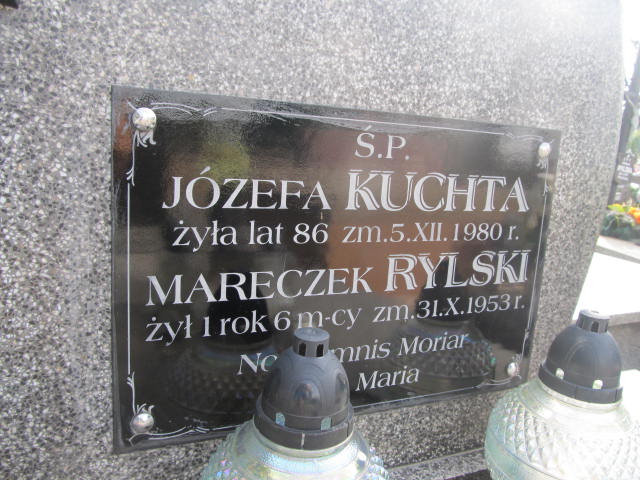 Ś.P.
JÓZEFA KUCHTA
żyła lat 86 zm.5.XII.1980 r.
MARECZEK RYLSKI
żył 1 rok 6 m-cy zm.31.X.1953 r.
Moriar
Maria